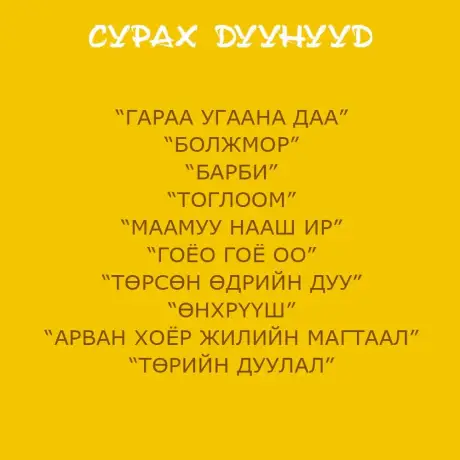 СУРАХ ДУУНУУД
“ГАРАА УГААНА ДАА”
“БОЛЖМОР”
“БАРБИ”
“ТОГЛООМ”
“МААМУУ НААШ ИР”
“ГОЁО ГОЁ ОО”
“ТӨРСӨН ӨДРИЙН ДУУ”
“ӨНХРҮҮШ”
“АРВАН ХОЁР ЖИЛИЙН МАГТААЛ”
“ТӨРИЙН ДУУЛАЛ”